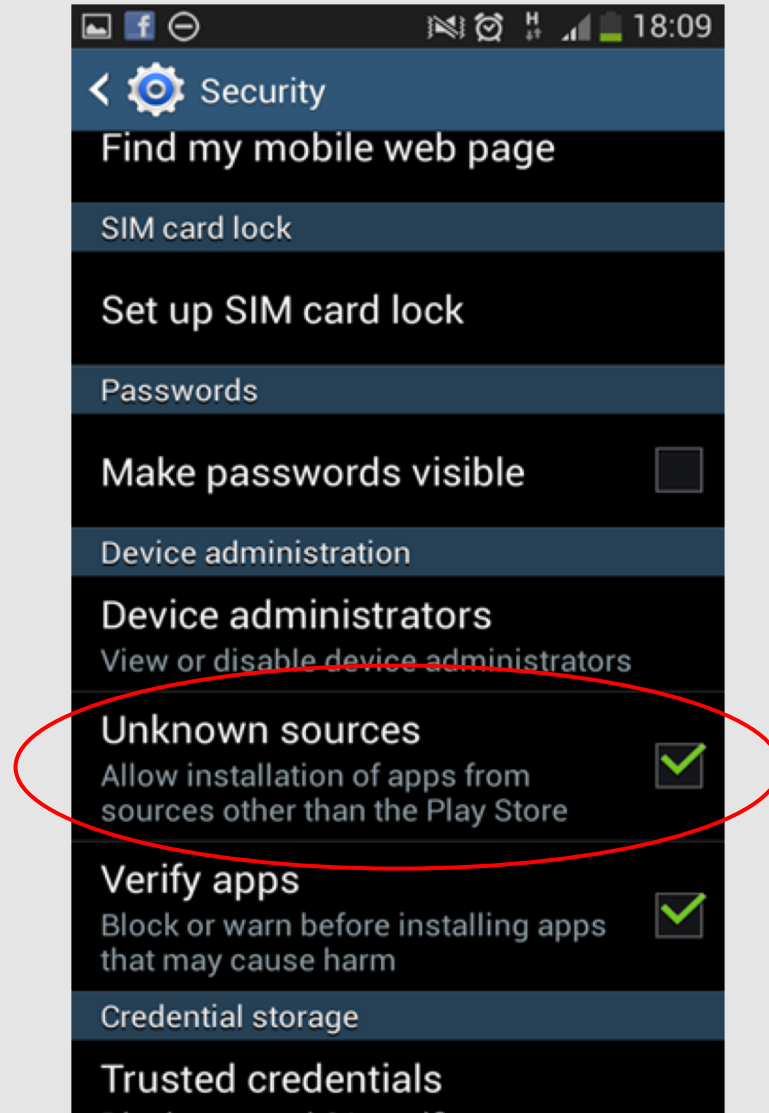 f H 18:09
Security
Find my mobile web page
SIM card lock
Set up SIM card lock
Passwords
Make passwords visible
Device administration
Device administrators
View or disable device administrators
Unknown sources
Allow installation of apps from
sources other than the Play Store
Verify apps
Block or warn before installing apps
that may cause harm
Credential storage
Trusted credentials